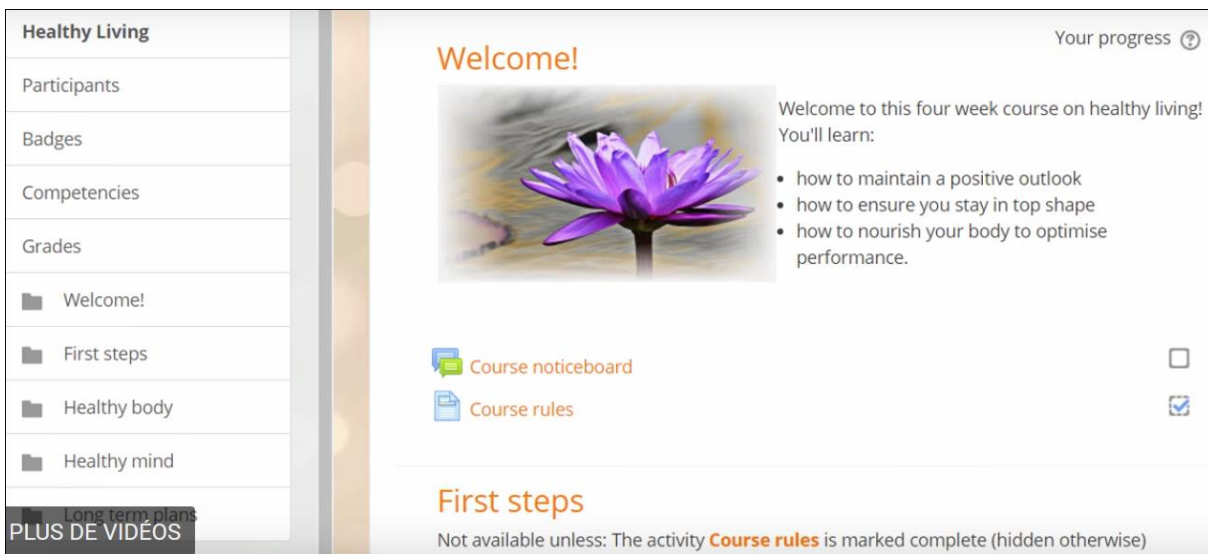 Healthy Living
Participants
Badges
Competencies
Grades
Welcome!
First steps
Healthy body
Healthy mind
Long term plans
PLUS DE VIDÉOS
Your progress
Welcome!
Welcome to this four week course on healthy living!
You'll learn:
how to maintain a positive outlook
how to ensure you stay in top shape
how to nourish your body to optimise
performance.
Course noticeboard
Course rules
First steps
Not available unless: The activity Course rules is marked complete (hidden otherwise)